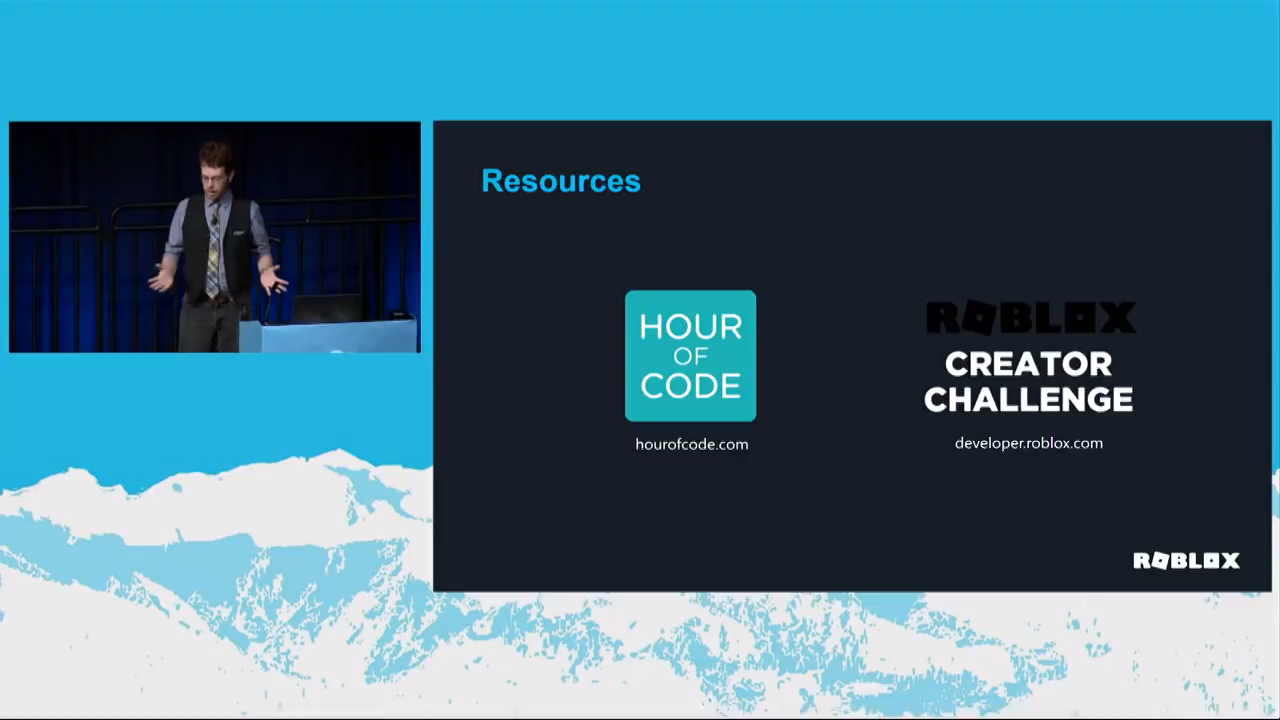 Resources
HOUR
OF
CODE
hourofcode.com
ROBLOX
CREATOR
CHALLENGE
developer.roblox.com
ROBLOX